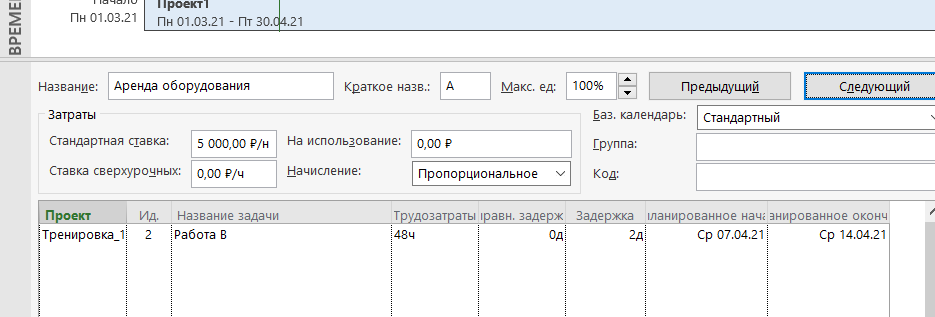 Начало
Проект1
Пн 01.03.21
Пн 01.03.21 - Пт 30.04.21
ВРЕМЕН
Название: Аренда оборудования Краткое назв.: А Макс. ед: 100% Предыдущий Следующий
Затраты
Баз. календарь: Стандартный
Стандартная ставка: 5 000,00 ₽/н На использование: 0,00 ₽
Группа:
Ставка сверхурочных: 0,00 ₽/ч Начисление: Пропорциональное
Код:
Проект Ид. Название задачи Трудозатраты ıравн. задерж Задержка ıланированное нача анированное оконч
Тренировка_1 2 Работа В 48ч 0д 2д Ср 07.04.21 Ср 14.04.21